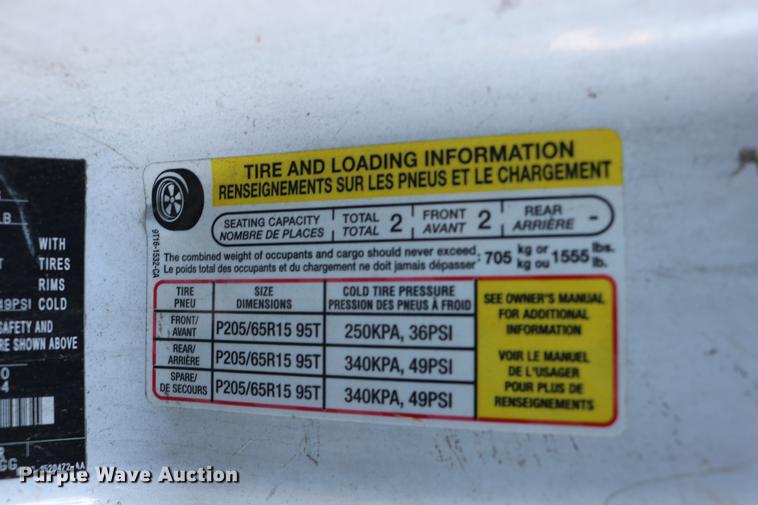 TIRE AND LOADING INFORMATION
RENSEIGNEMENTS SUR LES PNEUS ET LE CHARGEMENT
SEATING CAPACITY
NOMBRE DE PLACES
TOTAL
TOTAL
2
FRONT
AVANT
2
REAR
ARRIÈRE
-
The combined weight of occupants and cargo should never exceed: 705 kg or 1555 lbs.
Le poids total des occupants et du chargement ne doit jamais dépasser kg ou lb.
9T16-1532-CA
TIRE
PNEU
SIZE
DIMENSIONS
COLD TIRE PRESSURE
PRESSION DES PNEUS À FROID
FRONT/
AVANT
P205/65R15 95T
250KPA, 36PSI
REAR/
ARRIÈRE
P205/65R15 95T
340KPA, 49PSI
SPARE/
DE SECOURS
P205/65R15 95T
340KPA, 49PSI
SEE OWNER'S MANUAL
FOR ADDITIONAL
INFORMATION
VOIR LE MANUEL
DE L'USAGER
POUR PLUS DE
RENSEIGNEMENTS
WITH
TIRES
RIMS
49PSI COLD
SAFETY AND
RE SHOWN ABOVE
Purple Wave Auction